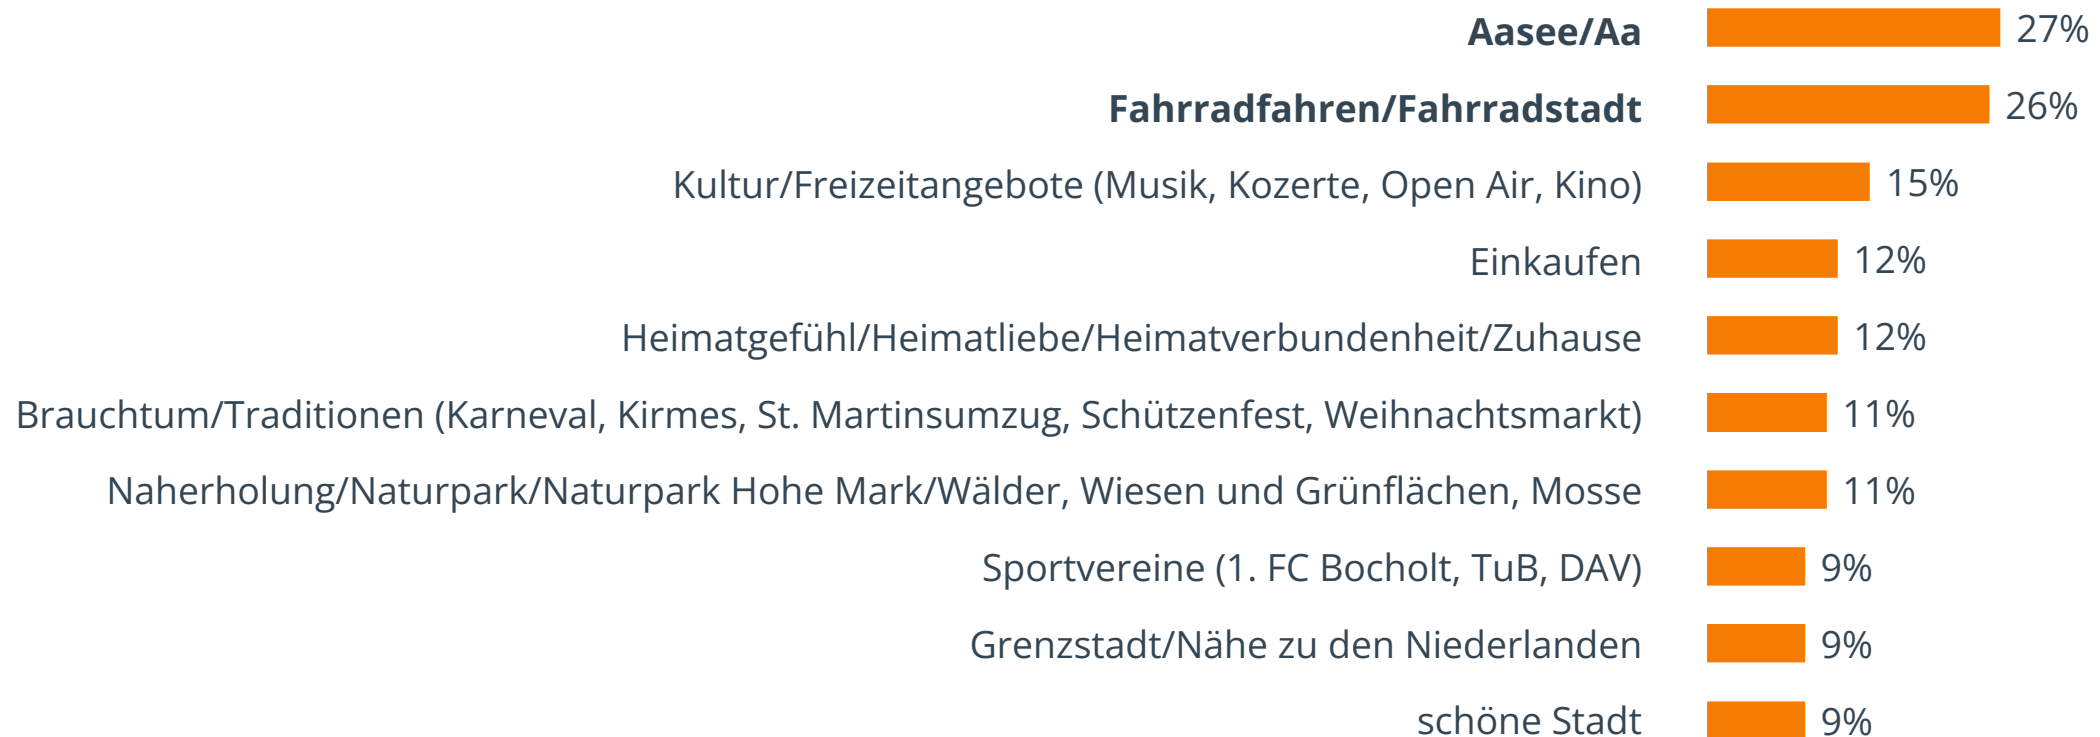 Aasee/Aa 27%
Fahrradfahren/Fahrradstadt 26%
Kultur/Freizeitangebote (Musik, Kozerte, Open Air, Kino) 15%
Einkaufen 12%
Heimatgefühl/Heimatliebe/Heimatverbundenheit/Zuhause 12%
Brauchtum/Traditionen (Karneval, Kirmes, St. Martinsumzug, Schützenfest, Weihnachtsmarkt) 11%
Naherholung/Naturpark/Naturpark Hohe Mark/Wälder, Wiesen und Grünflächen, Mosse 11%
Sportvereine (1. FC Bocholt, TuB, DAV) 9%
Grenzstadt/Nähe zu den Niederlanden 9%
schöne Stadt 9%